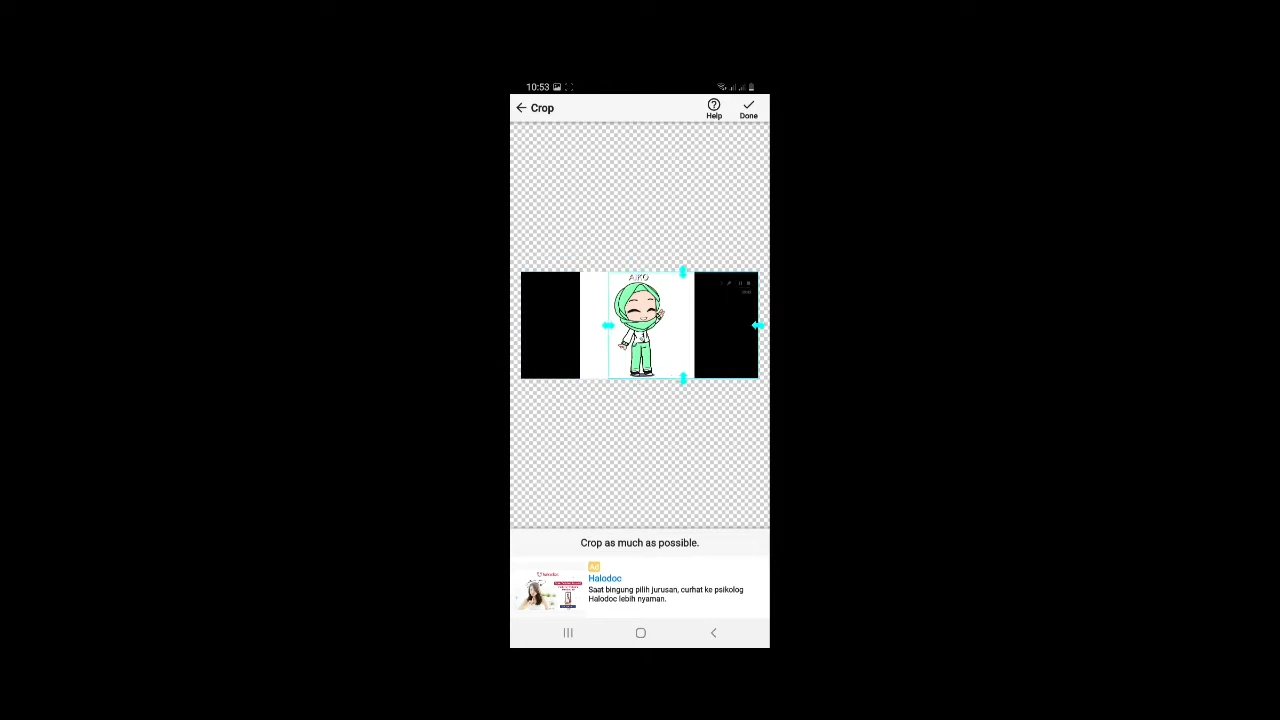 10:53
Crop
Help
Done
AIKO
Crop as much as possible.
Ad
Halodoc
Saat bingung pilih jurusan, curhat ke psikolog
Halodoc lebih nyaman.